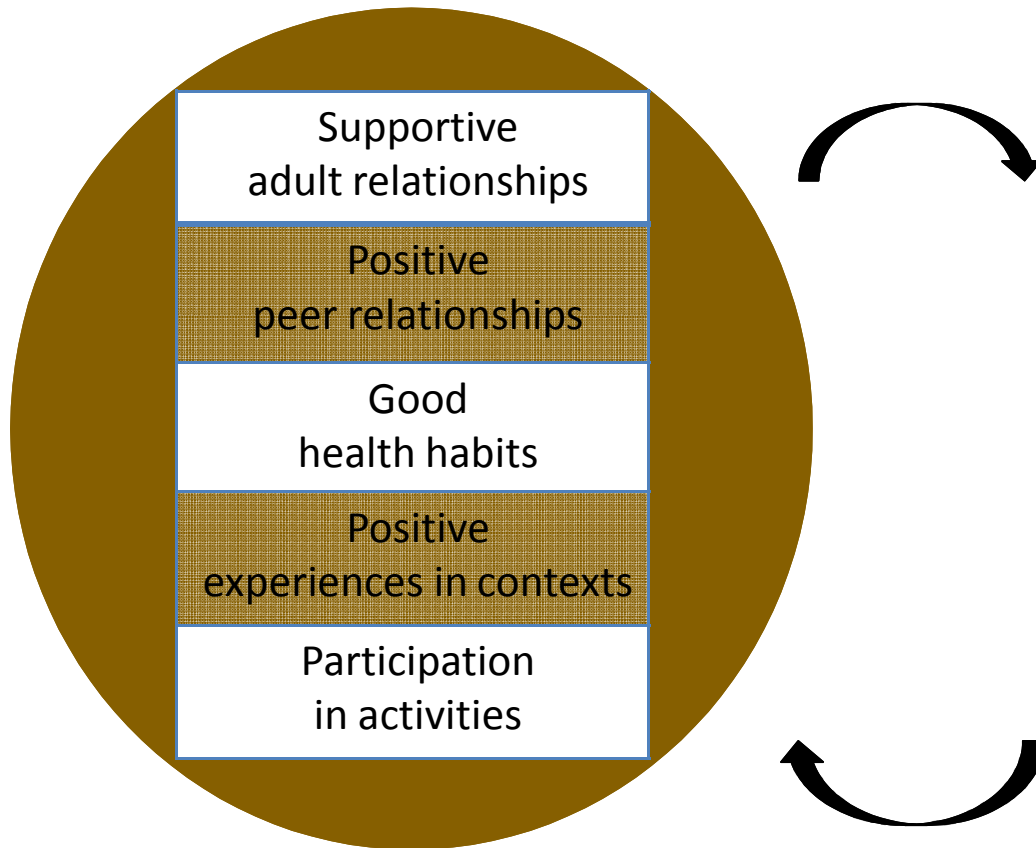 Supportive
adult relationships
Positive
peer relationships
Good
health habits
Positive
experiences in contexts
Participation
in activities